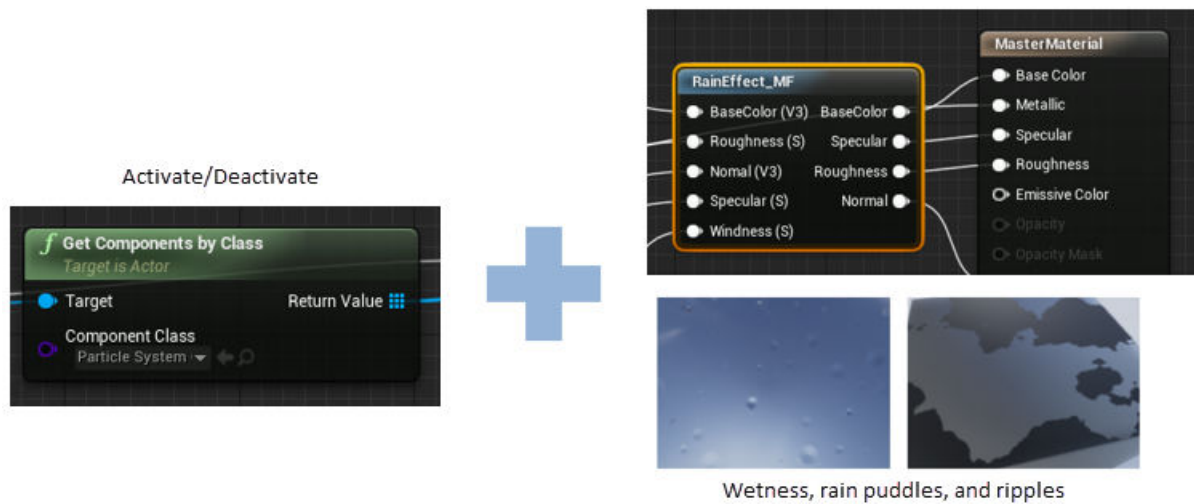 Activate/Deactivate
f Get Components by Class
Target is Actor
Target Return Value
Component Class
Particle System
RainEffect_MF
BaseColor (V3) BaseColor
Roughness (S) Specular
Nomal (V3) Roughness
Specular (S) Normal
Windness (S)
MasterMaterial
Base Color
Metallic
Specular
Roughness
Emissive Color
Opacity
Opacity Mask
Wetness, rain puddles, and ripples